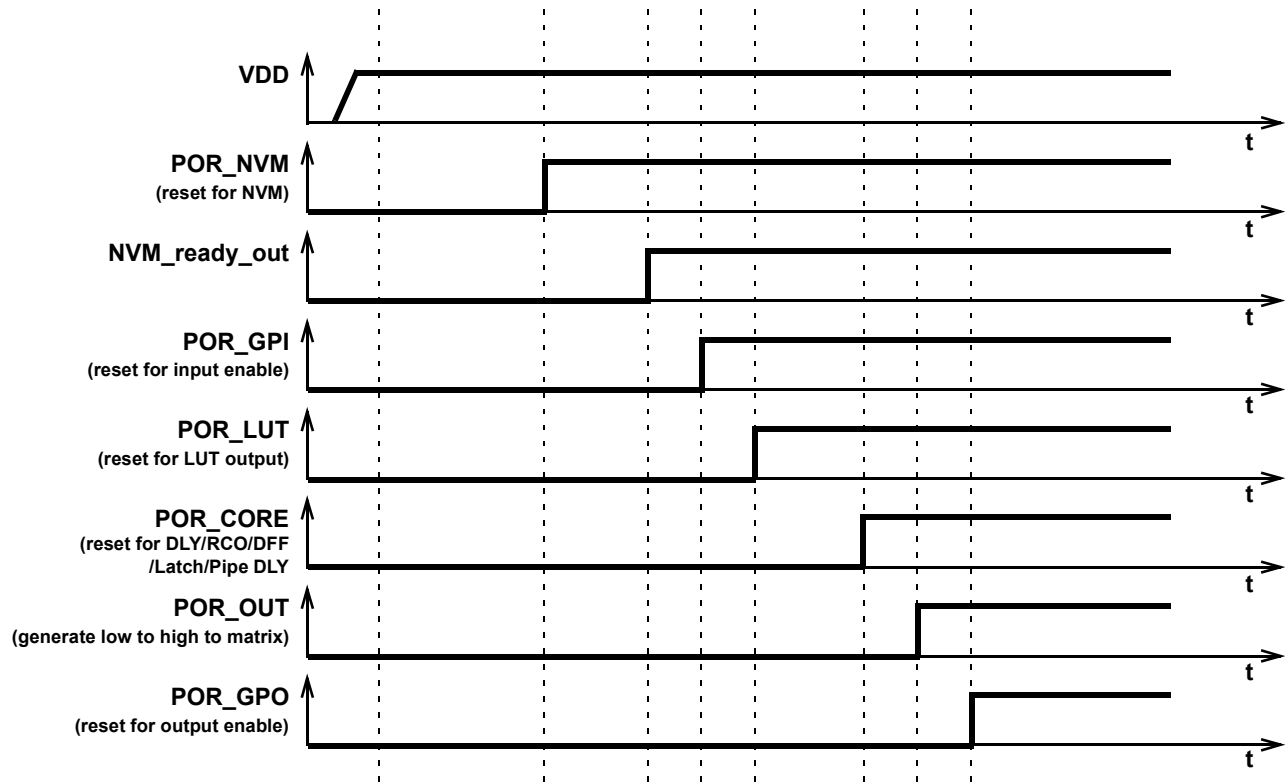 VDD
t
POR_NVM
(reset for NVM)
t
NVM_ready_out
t
POR_GPI
(reset for input enable)
t
POR_LUT
(reset for LUT output)
t
POR_CORE
(reset for DLY/RCO/DFF
/Latch/Pipe DLY
t
POR_OUT
(generate low to high to matrix)
t
POR_GPO
(reset for output enable)
t